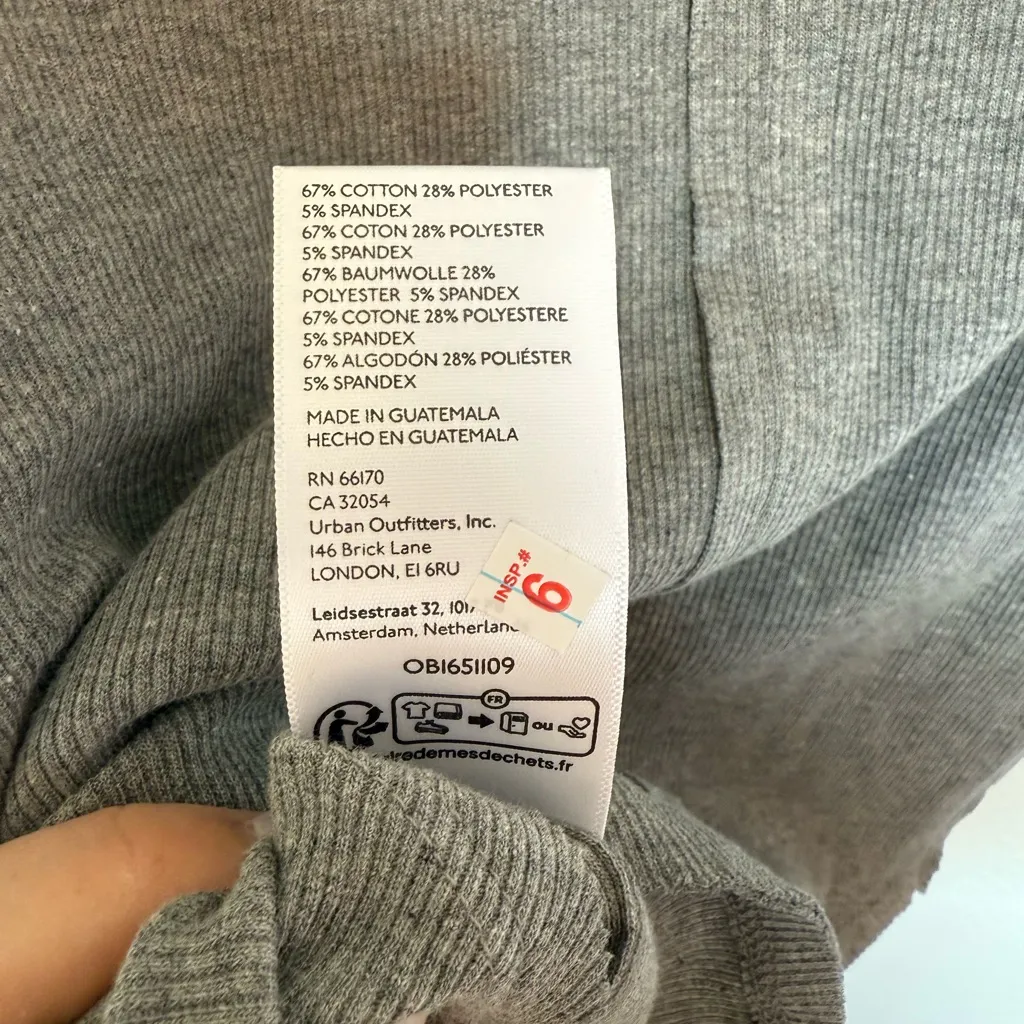 67% COTTON 28% POLYESTER
5% SPANDEX
67% COTON 28% POLYESTER
5% SPANDEX
67% BAUMWOLLE 28%
POLYESTER 5% SPANDEX
67% COTONE 28% POLYESTERE
5% SPANDEX
67% ALGODÓN 28% POLIÉSTER
5% SPANDEX
MADE IN GUATEMALA
HECHO EN GUATEMALA
RN 66170
CA 32054
Urban Outfitters, Inc.
146 Brick Lane
LONDON, E1 6RU
INSP.#
6
Leidsestraat 32,
Amsterdam,
OB1651109
FR
ou